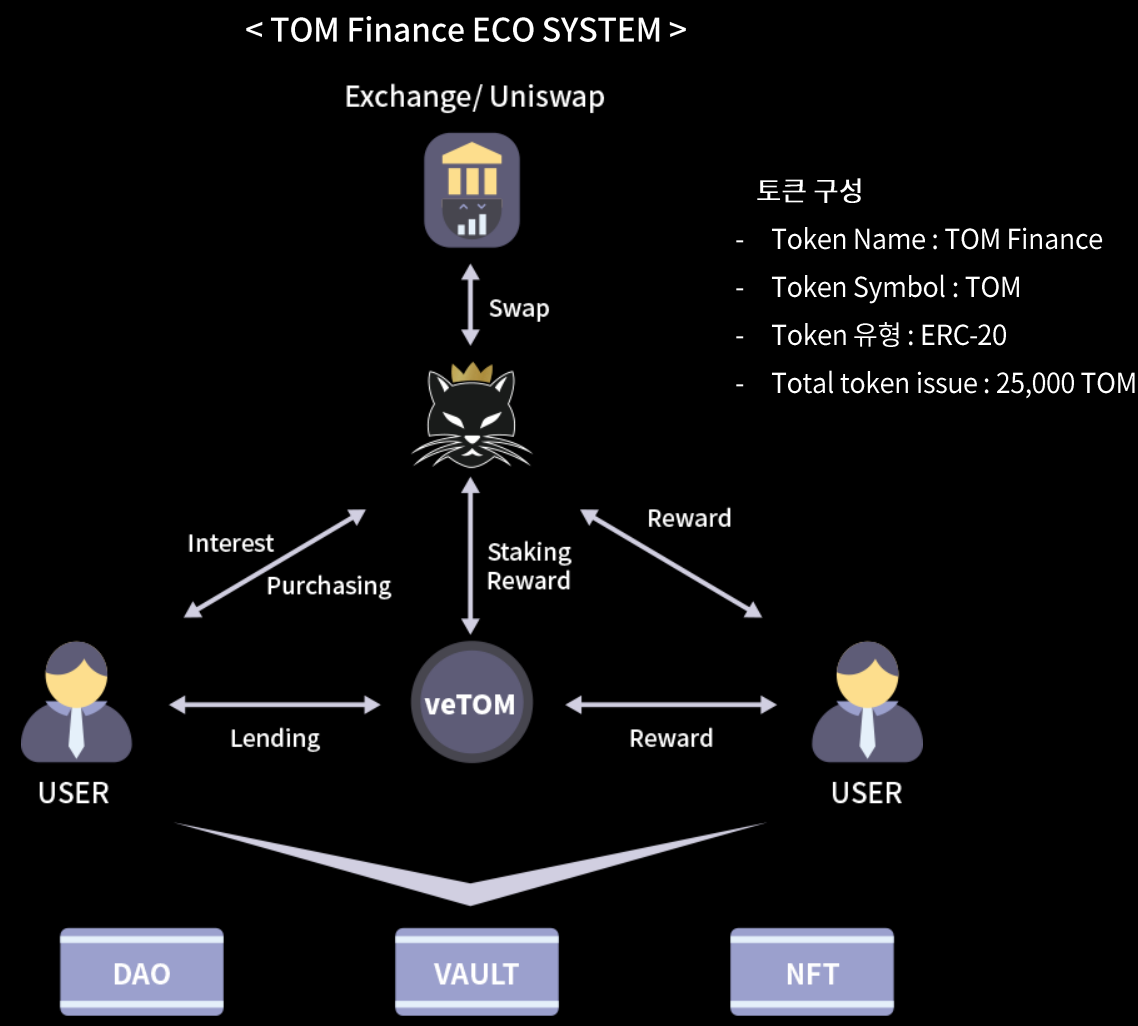 < TOM Finance ECO SYSTEM >
Exchange/ Uniswap
토큰 구성
- Token Name : TOM Finance
- Token Symbol : TOM
- Token 유형 : ERC-20
- Total token issue : 25,000 TOM
Swap
Interest
Purchasing
Staking
Reward
Reward
veTOM
Lending
Reward
USER
USER
DAO
VAULT
NFT